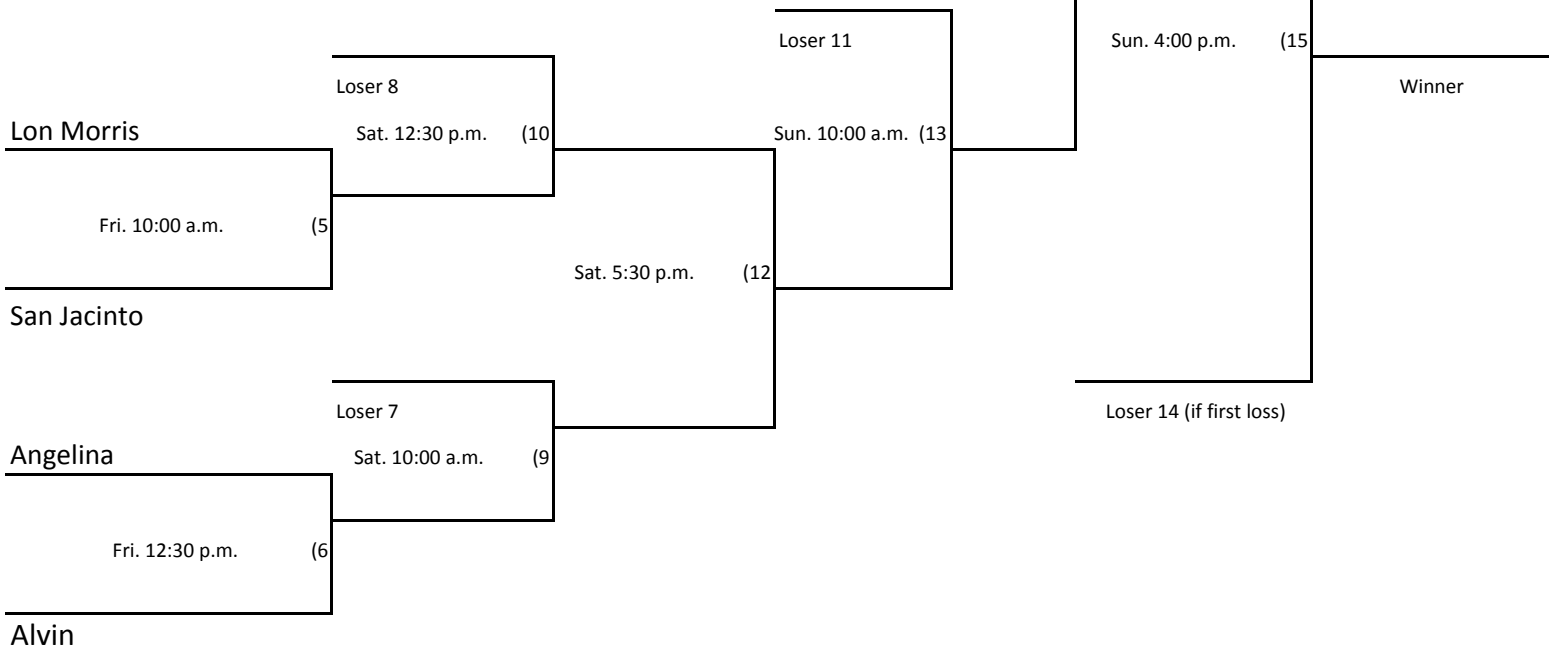 Loser 11
Sun. 4:00 p.m. (15
Loser 8
Winner
Lon Morris
Sat. 12:30 p.m. (10
Sun. 10:00 a.m. (13
Fri. 10:00 a.m. (5
Sat. 5:30 p.m. (12
San Jacinto
Loser 7
Loser 14 (if first loss)
Angelina
Sat. 10:00 a.m. (9
Fri. 12:30 p.m. (6
Alvin